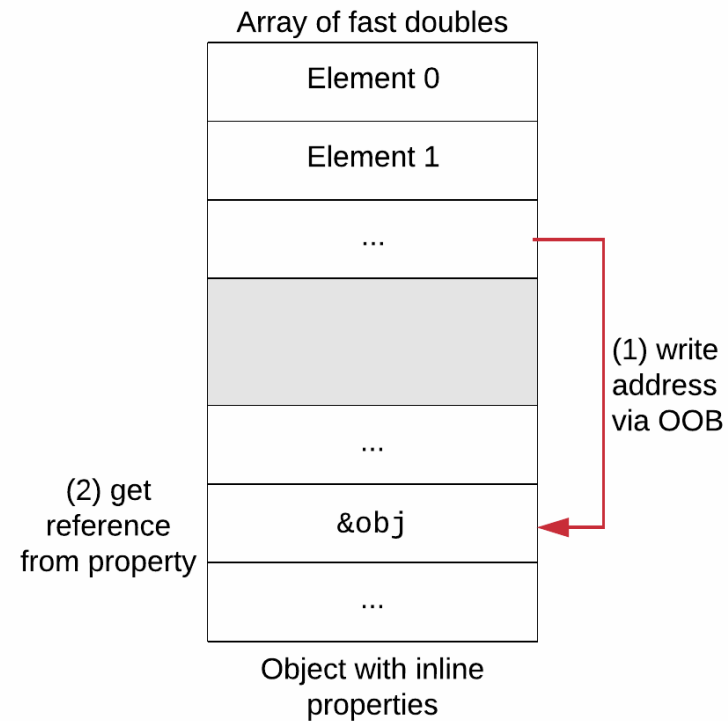 Array of fast doubles
Element 0
Element 1
...
(1) write
address
via OOB
...
(2) get
reference
from property
&obj
...
Object with inline
properties